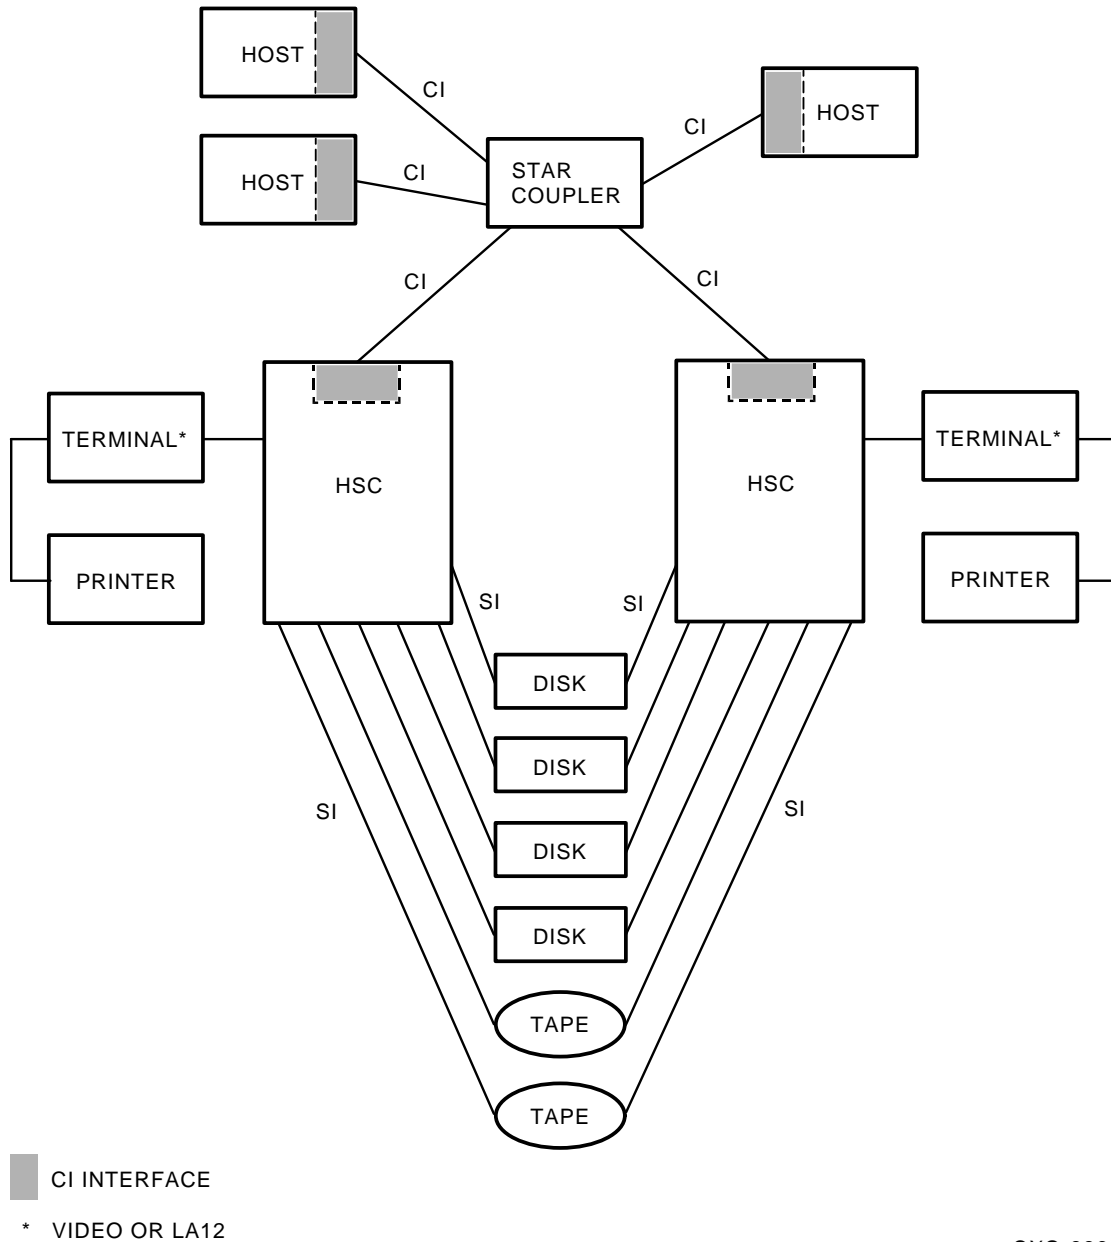 HOST
CI
HOST
CI
HOST
CI
STAR
COUPLER
CI
CI
TERMINAL*
HSC
HSC
TERMINAL*
PRINTER
PRINTER
SI
SI
DISK
DISK
SI
SI
DISK
DISK
TAPE
TAPE
CI INTERFACE
* VIDEO OR LA12